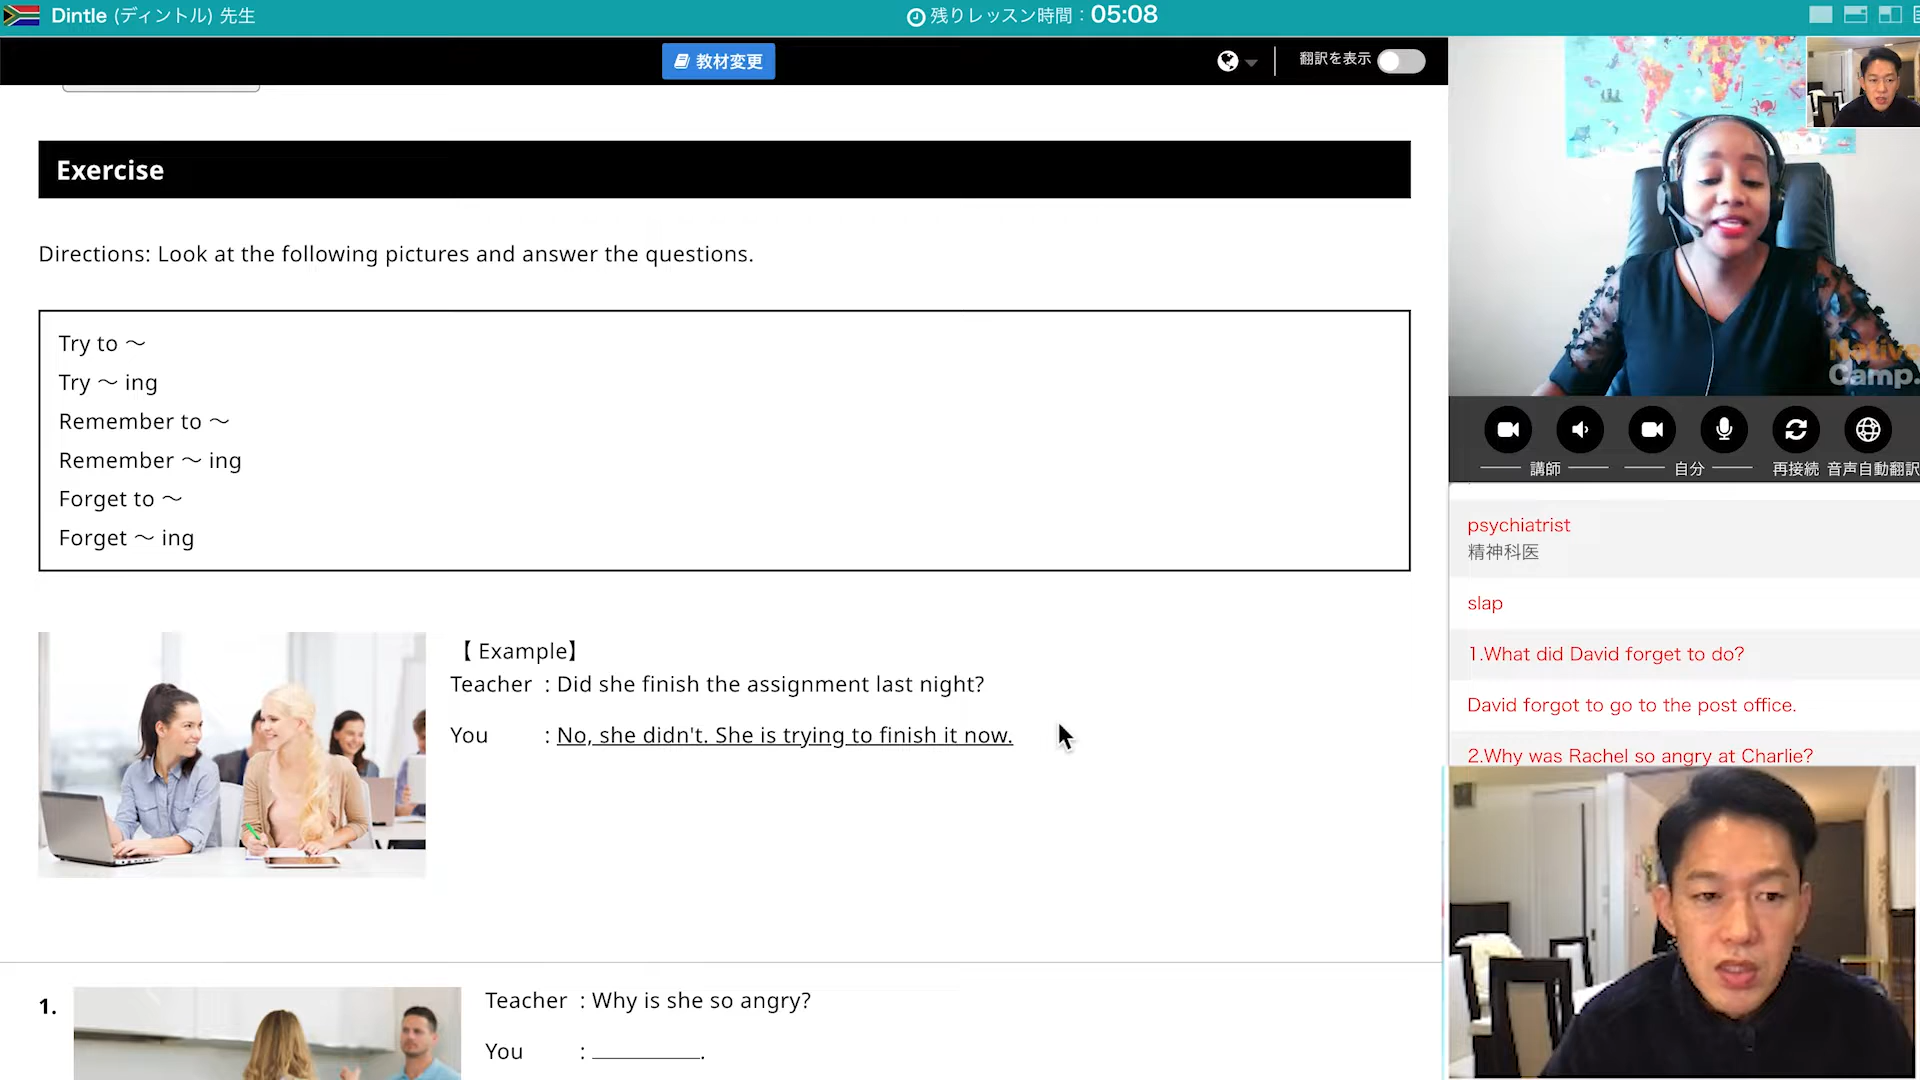 Dintle (ディントル) 先生
残りレッスン時間：05:08
教材変更
翻訳を表示
Exercise
Directions: Look at the following pictures and answer the questions.
Try to ～
Try ～ ing
Remember to ～
Remember ～ ing
Forget to ～
Forget ～ ing
【 Example】
Teacher : Did she finish the assignment last night?
You : No, she didn't. She is trying to finish it now.
1.
Teacher : Why is she so angry?
You : ________.
Native
Camp.
講師
自分
再接続
音声自動翻訳
psychiatrist
精神科医
slap
1.What did David forget to do?
David forgot to go to the post office.
2.Why was Rachel so angry at Charlie?